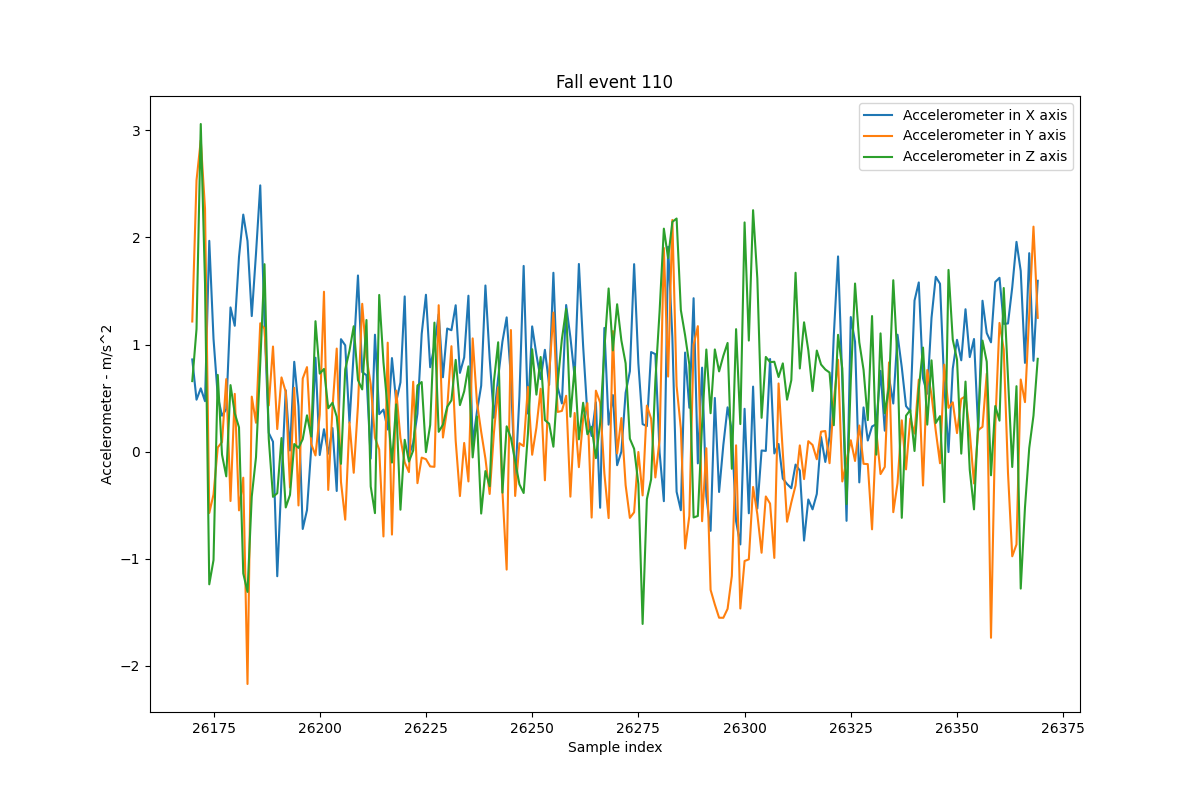 Fall event 110
Accelerometer in X axis
Accelerometer in Y axis
Accelerometer in Z axis
Accelerometer - m/s^2
3
2
1
0
−1
−2
26175 26200 26225 26250 26275 26300 26325 26350 26375
Sample index